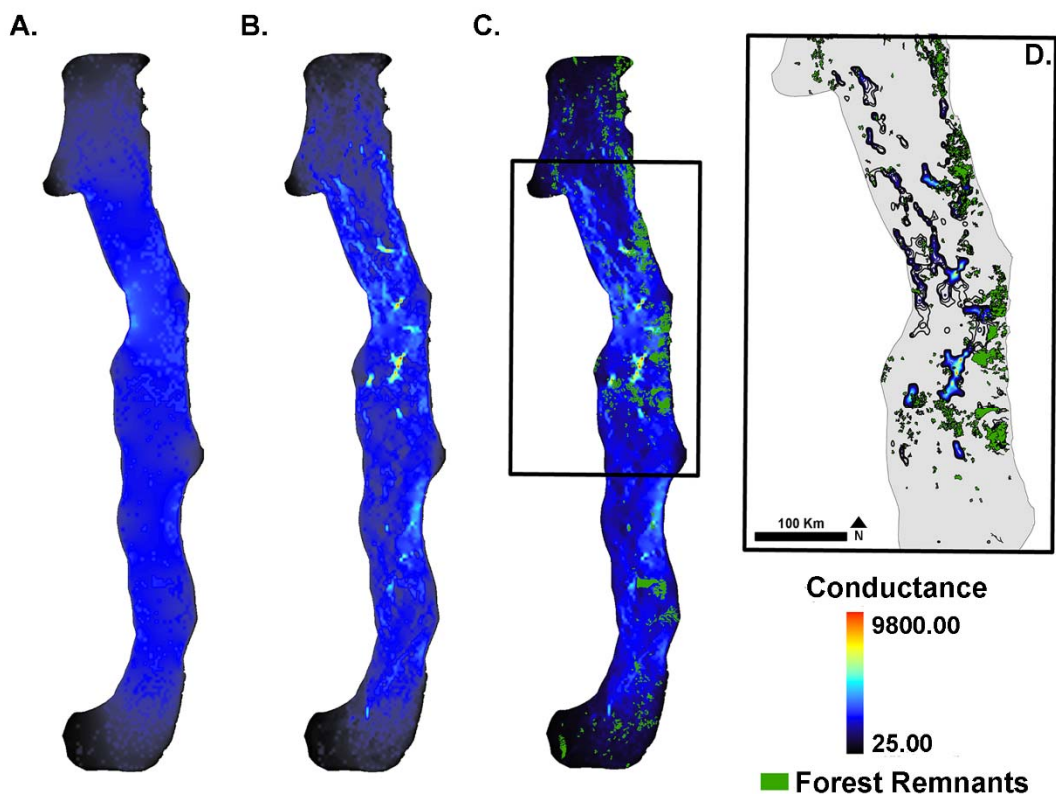 A.
B.
C.
D.
100 Km
N
Conductance
9800.00
25.00
Forest Remnants